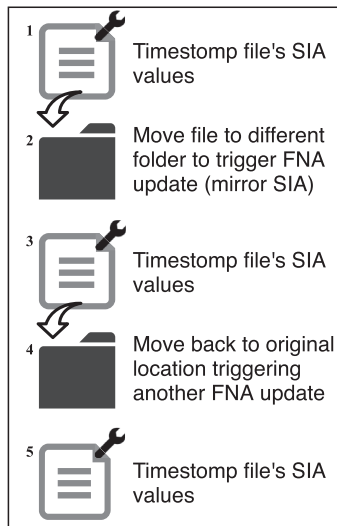 1
Timestomp file's SIA
values
2
Move file to different
folder to trigger FNA
update (mirror SIA)
3
Timestomp file's SIA
values
4
Move back to original
location triggering
another FNA update
5
Timestomp file's SIA
values